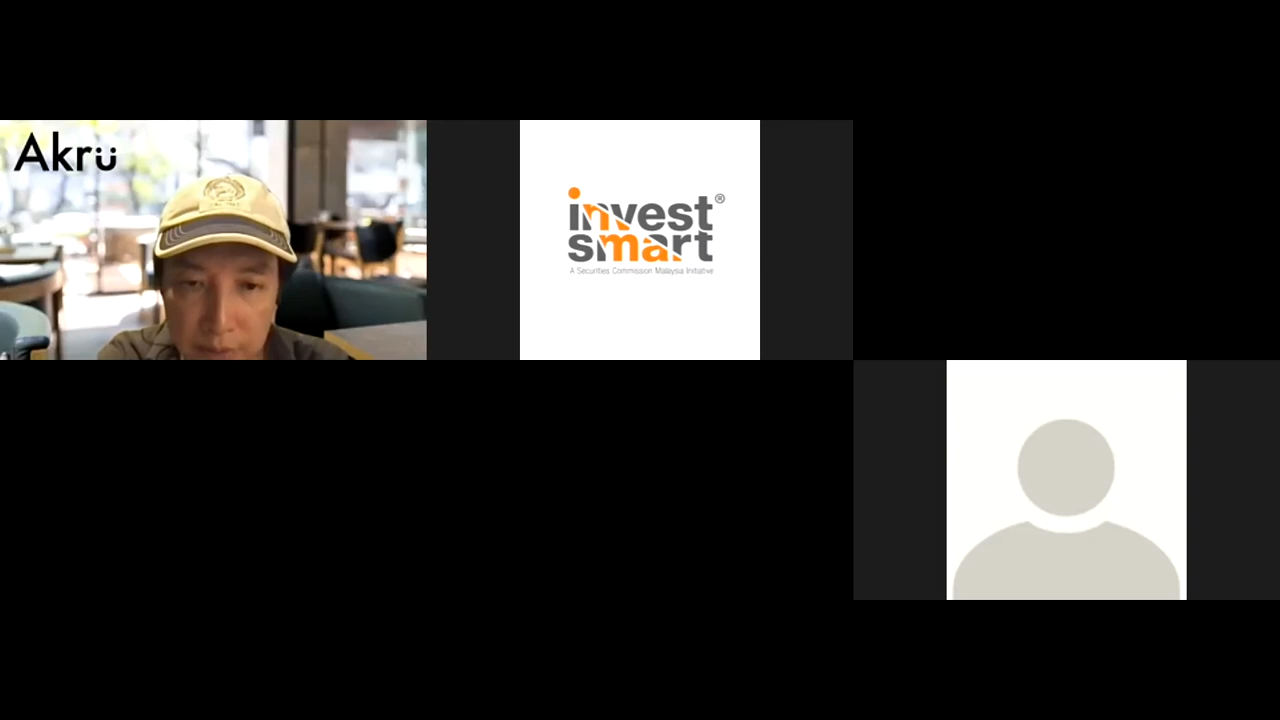 Akru
invest®
smart
A Securities Commission Malaysia Initiative